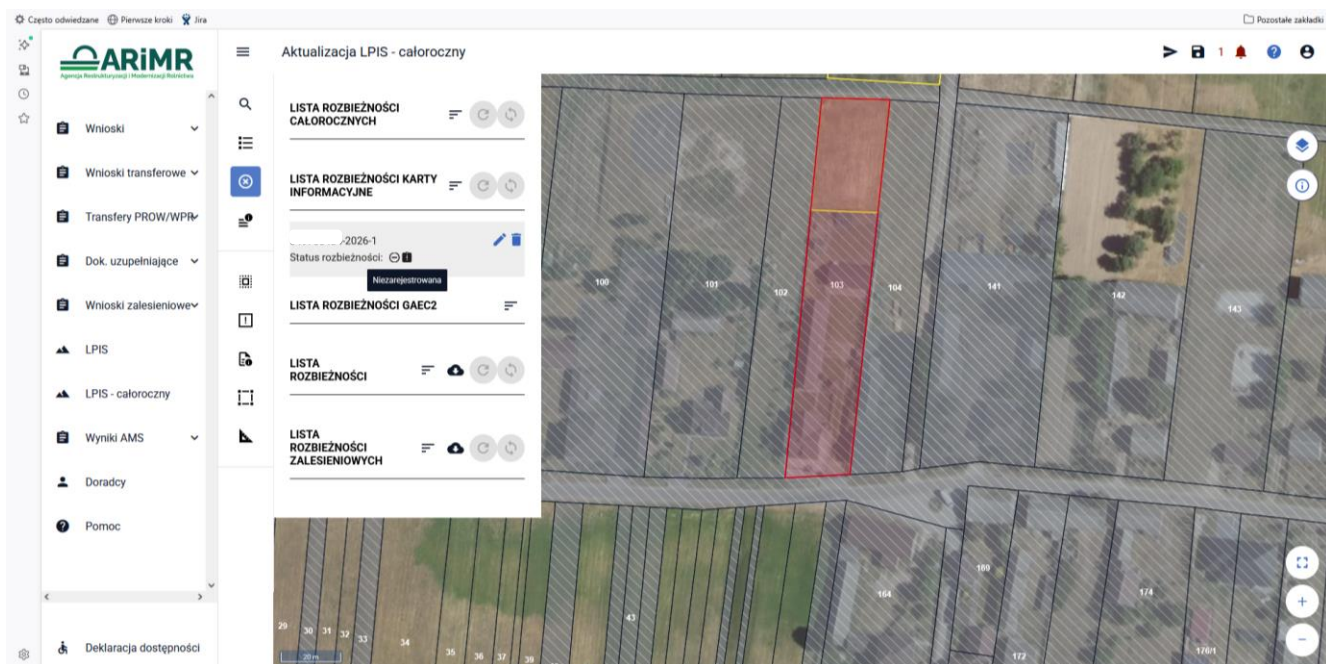 Często odwiedzane Pierwsze kroki Jira Pozostałe zakładki
ARiMR
Agencja Restrukturyzacji i Modernizacji Rolnictwa
Aktualizacja LPIS - całoroczny
1
Wnioski
Wnioski transferowe
Transfery PROW/WPR
Dok. uzupełniające
Wnioski zalesieniowe
LPIS
LPIS - całoroczny
Wyniki AMS
Doradcy
Pomoc
Deklaracja dostępności
LISTA ROZBIEŻNOŚCI
CAŁOROCZNYCH
LISTA ROZBIEŻNOŚCI KARTY
INFORMACYJNE
-2026-1
Status rozbieżności:
Niezarejestrowana
LISTA ROZBIEŻNOŚCI GAEC2
LISTA
ROZBIEŻNOŚCI
LISTA
ROZBIEŻNOŚCI
ZALESIENIOWYCH
100
101
102
103
104
141
142
143
29
30
31
32
33
34
35
36
37
38
43
164
169
172
174
176/1
20 m